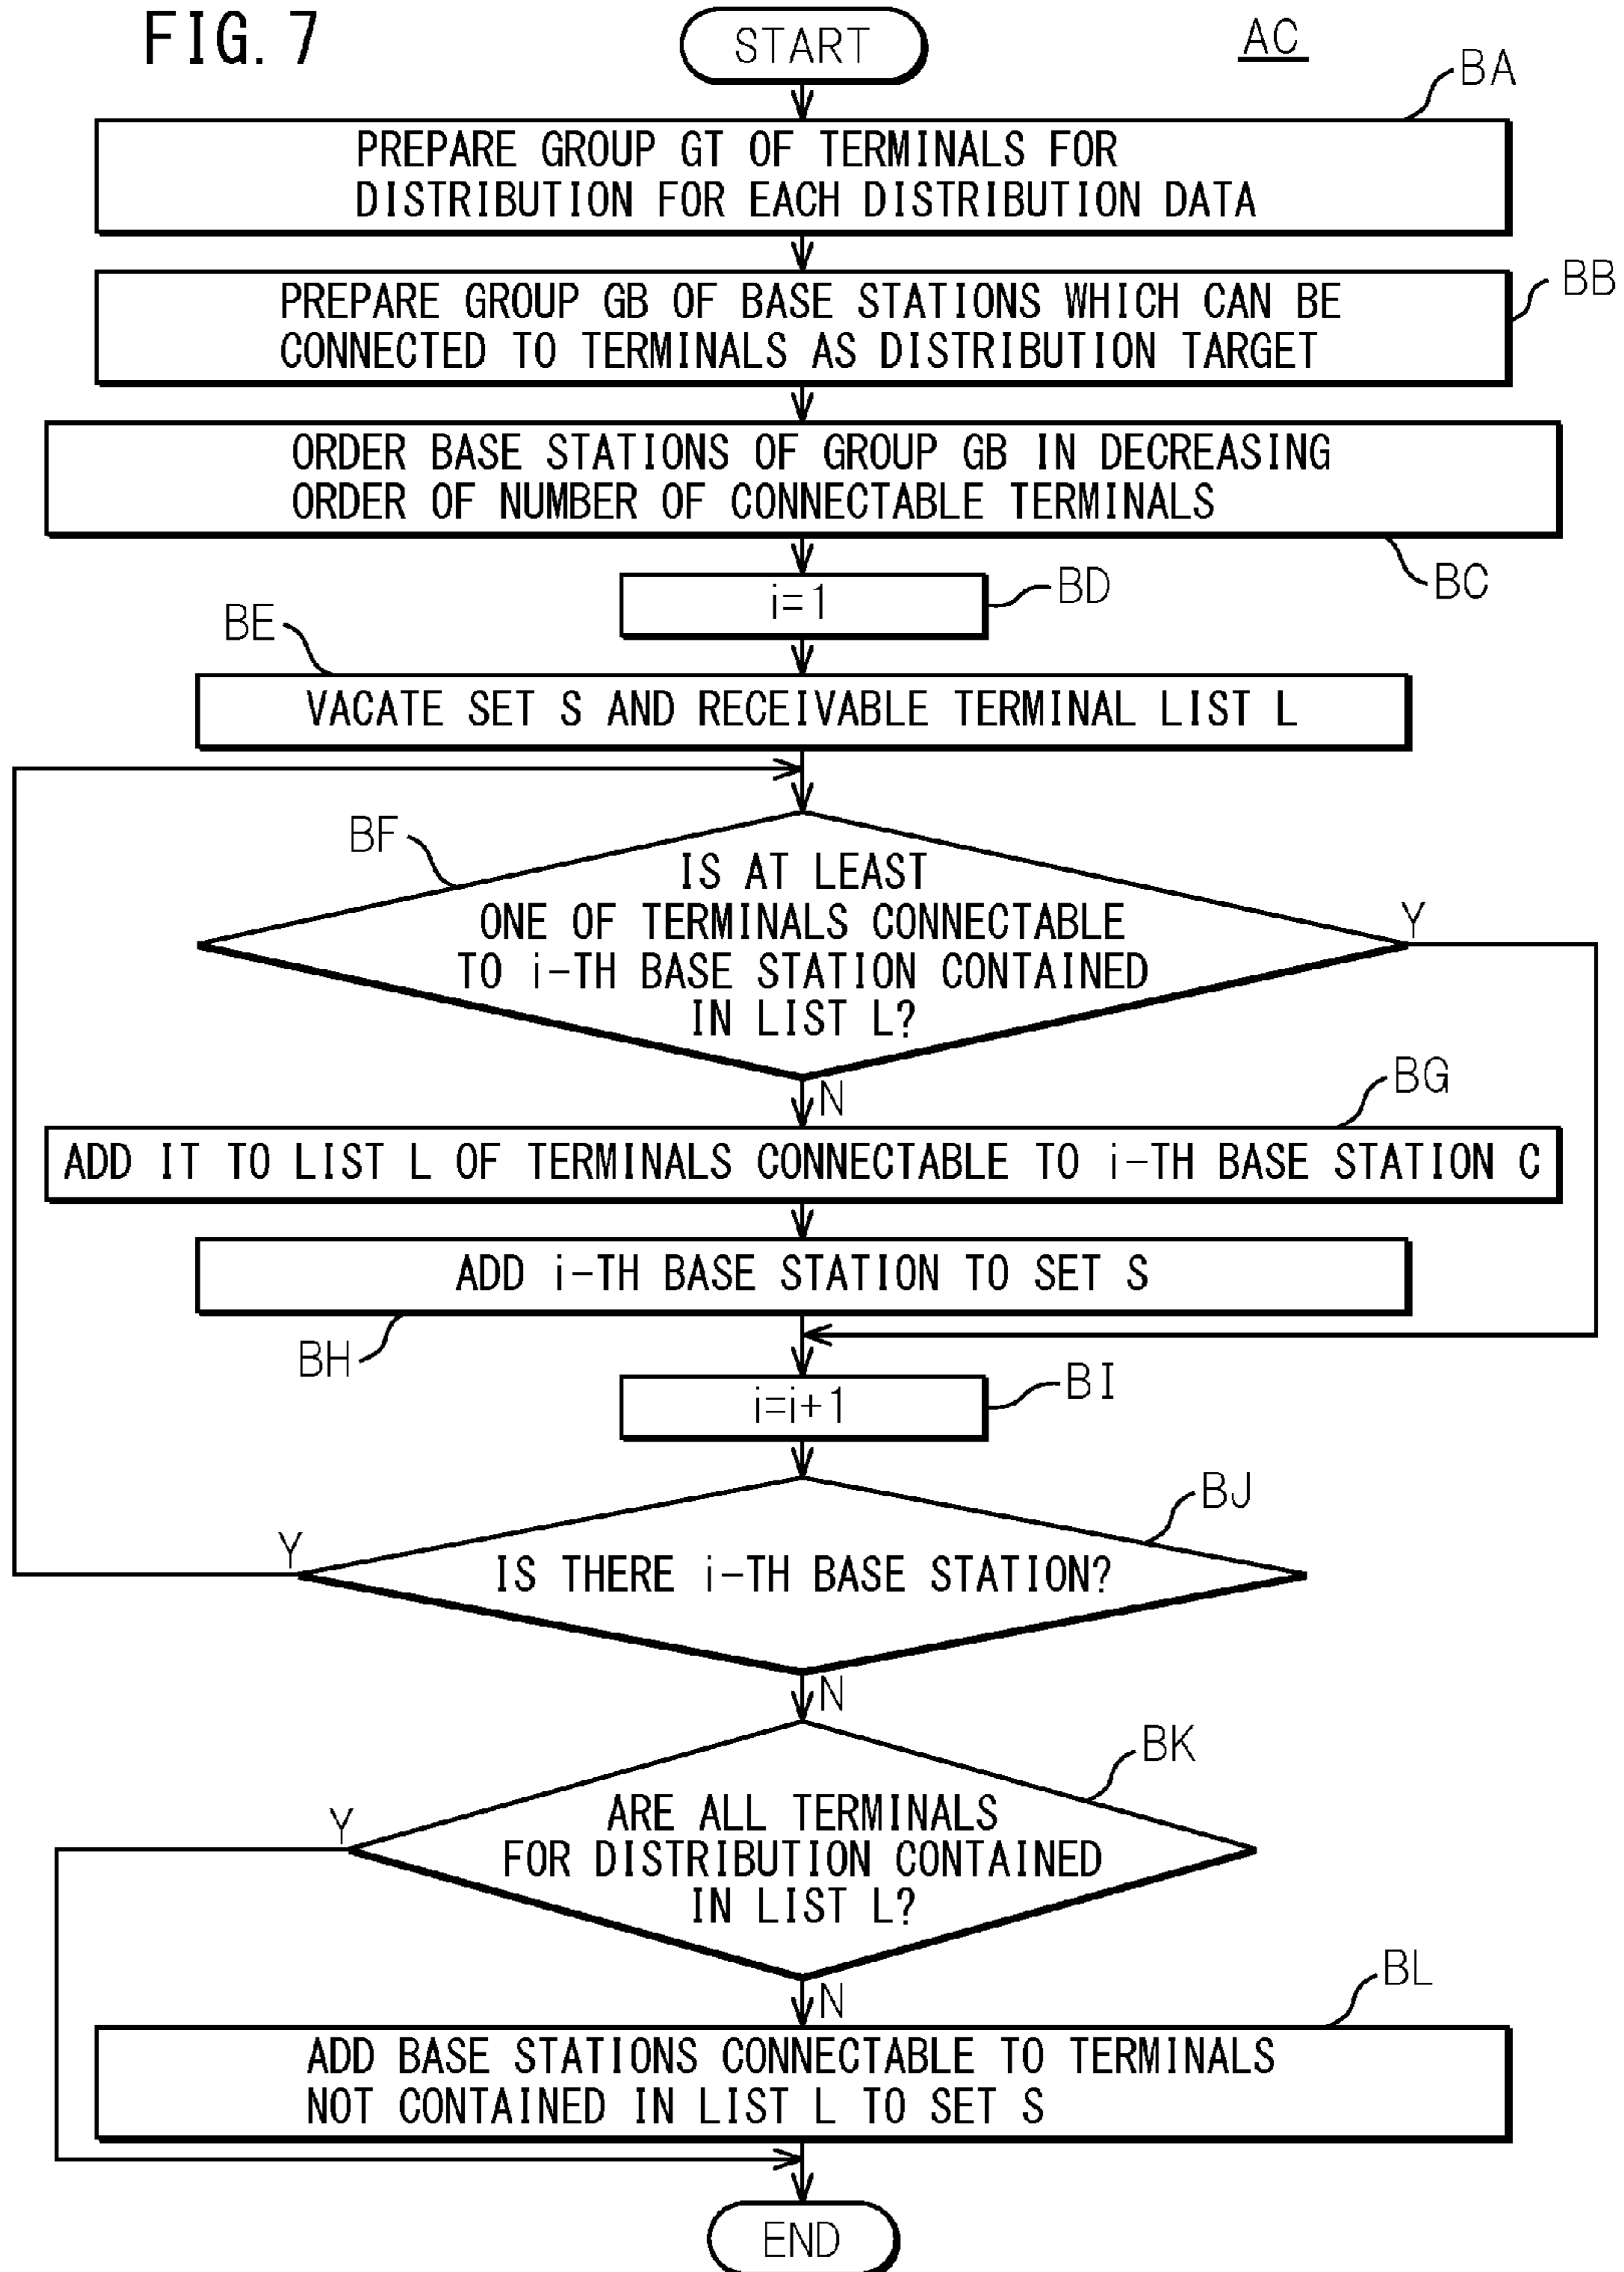 FIG. 7
START
AC
BA
PREPARE GROUP GT OF TERMINALS FOR
DISTRIBUTION FOR EACH DISTRIBUTION DATA
BB
PREPARE GROUP GB OF BASE STATIONS WHICH CAN BE
CONNECTED TO TERMINALS AS DISTRIBUTION TARGET
ORDER BASE STATIONS OF GROUP GB IN DECREASING
ORDER OF NUMBER OF CONNECTABLE TERMINALS
BC
i=1
BD
BE
VACATE SET S AND RECEIVABLE TERMINAL LIST L
BF
IS AT LEAST
ONE OF TERMINALS CONNECTABLE
TO i-TH BASE STATION CONTAINED
IN LIST L?
Y
N
BG
ADD IT TO LIST L OF TERMINALS CONNECTABLE TO i-TH BASE STATION C
ADD i-TH BASE STATION TO SET S
BH
i=i+1
BI
BJ
Y
IS THERE i-TH BASE STATION?
N
BK
Y
ARE ALL TERMINALS
FOR DISTRIBUTION CONTAINED
IN LIST L?
N
BL
ADD BASE STATIONS CONNECTABLE TO TERMINALS
NOT CONTAINED IN LIST L TO SET S
END